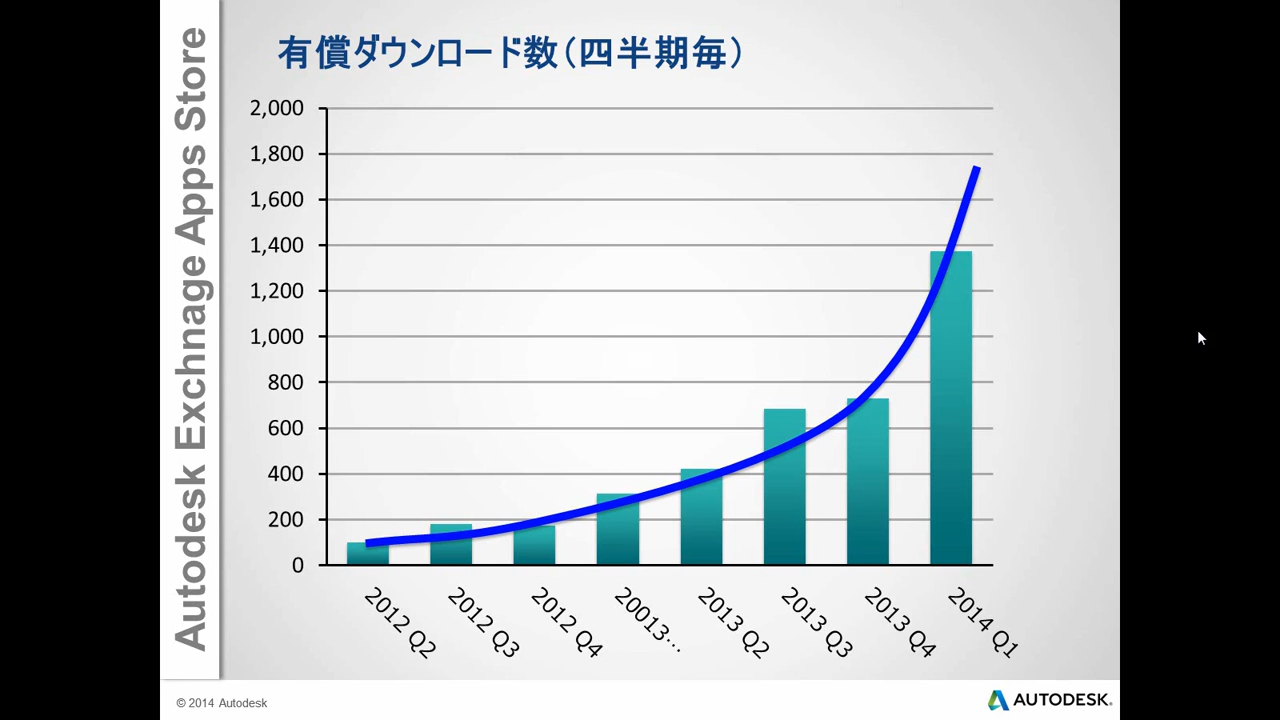 Autodesk Exchnage Apps Store
有償ダウンロード数（四半期毎）
2,000
1,800
1,600
1,400
1,200
1,000
800
600
400
200
0
2012 Q2
2012 Q3
2012 Q4
20013...
2013 Q2
2013 Q3
2013 Q4
2014 Q1
© 2014 Autodesk
AUTODESK.